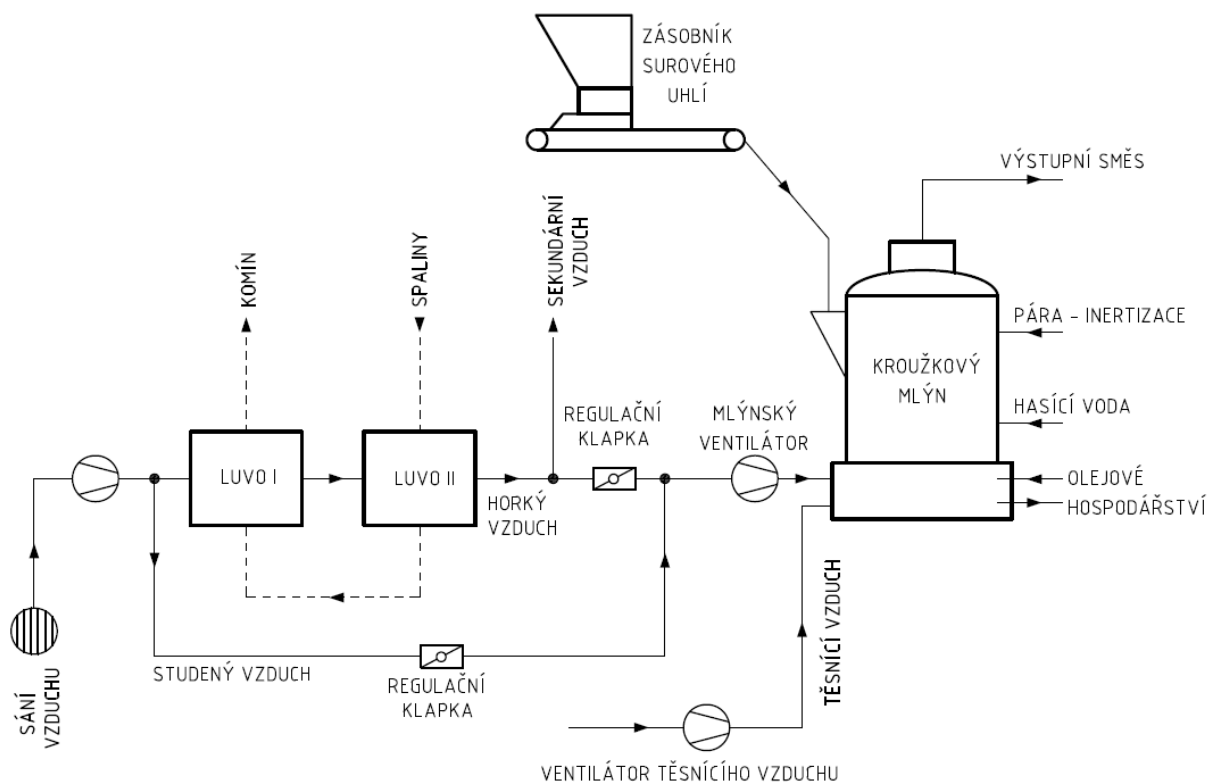 ZÁSOBNÍK
SUROVÉHO
UHLÍ
VÝSTUPNÍ SMĚS
KOMÍN
SPALINY
SEKUNDÁRNÍ
VZDUCH
PÁRA - INERTIZACE
KROUŽKOVÝ
MLÝN
HASÍCÍ VODA
REGULAČNÍ
KLAPKA
MLÝNSKÝ
VENTILÁTOR
LUVO I
LUVO II
HORKÝ
VZDUCH
OLEJOVÉ
HOSPODÁŘSTVÍ
SÁNÍ
VZDUCHU
STUDENÝ VZDUCH
REGULAČNÍ
KLAPKA
TĚSNÍCÍ VZDUCH
VENTILÁTOR TĚSNÍCÍHO VZDUCHU